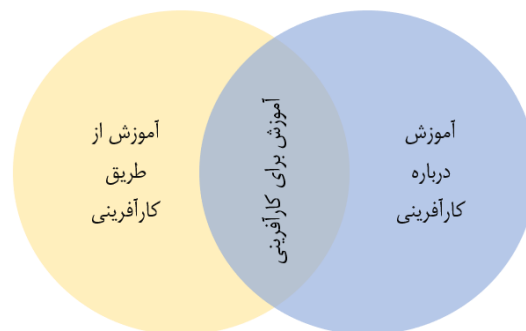 آموزش
درباره
کارآفرینی
آموزش برای کارآفرینی
آموزش از
طریق
کارآفرینی